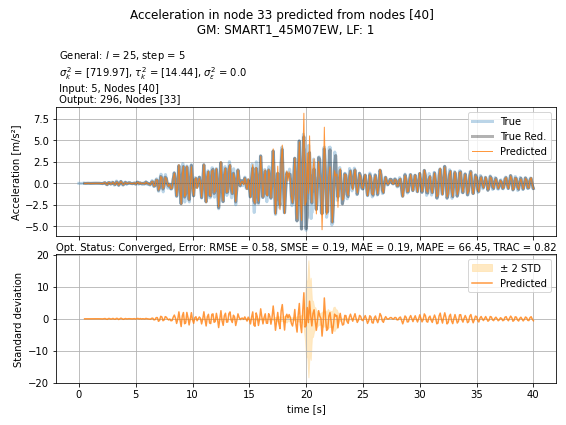 Acceleration in node 33 predicted from nodes [40]
GM: SMART1_45M07EW, LF: 1
General: l = 25, step = 5
σ²ₖ = [719.97], τ²ₖ = [14.44], σ²ε = 0.0
Input: 5, Nodes [40]
Output: 296, Nodes [33]
Acceleration [m/s²]
7.5
5.0
2.5
0.0
−2.5
−5.0
True
True Red.
Predicted
Opt. Status: Converged, Error: RMSE = 0.58, SMSE = 0.19, MAE = 0.19, MAPE = 66.45, TRAC = 0.82
Standard deviation
20
10
0
−10
−20
± 2 STD
Predicted
0 5 10 15 20 25 30 35 40
time [s]